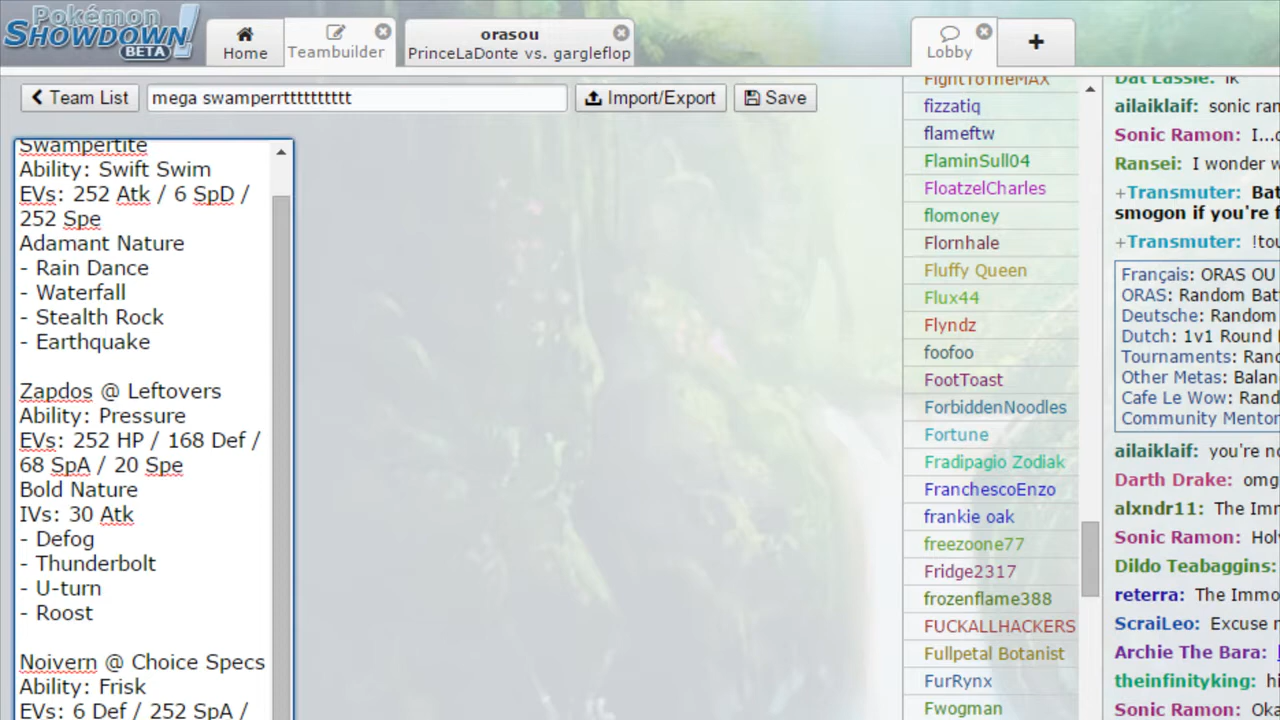 Pokémon
SHOWDOWN!
BETA
Home
Teambuilder
orasou
PrinceLaDonte vs. gargleflop
Lobby
+
Team List
mega swamperrtttttttttt
Import/Export
Save
Swampertite
Ability: Swift Swim
EVs: 252 Atk / 6 SpD /
252 Spe
Adamant Nature
- Rain Dance
- Waterfall
- Stealth Rock
- Earthquake
Zapdos @ Leftovers
Ability: Pressure
EVs: 252 HP / 168 Def /
68 SpA / 20 Spe
Bold Nature
IVs: 30 Atk
- Defog
- Thunderbolt
- U-turn
- Roost
Noivern @ Choice Specs
Ability: Frisk
EVs: 6 Def / 252 SpA /
FightToTheMAX
fizzatiq
flameftw
FlaminSull04
FloatzelCharles
flomoney
Flornhale
Fluffy Queen
Flux44
Flyndz
foofoo
FootToast
ForbiddenNoodles
Fortune
Fradipagio Zodiak
FranchescoEnzo
frankie oak
freezoone77
Fridge2317
frozenflame388
FUCKALLHACKERS
Fullpetal Botanist
FurRynx
Fwogman
Dat Lassie: ik
ailaiklaif: sonic ran
Sonic Ramon: I...c
Ransei: I wonder w
+Transmuter: Bat
smogon if you're f
+Transmuter: !tou
Français: ORAS OU
ORAS: Random Bat
Deutsche: Random
Dutch: 1v1 Round
Tournaments: Rand
Other Metas: Balan
Cafe Le Wow: Rand
Community Mentor
ailaiklaif: you're no
Darth Drake: omg
alxndr11: The Imm
Sonic Ramon: Holy
Dildo Teabaggins:
reterra: The Immo
ScraiLeo: Excuse m
Archie The Bara:
theinfinityking: hi
Sonic Ramon: Oka